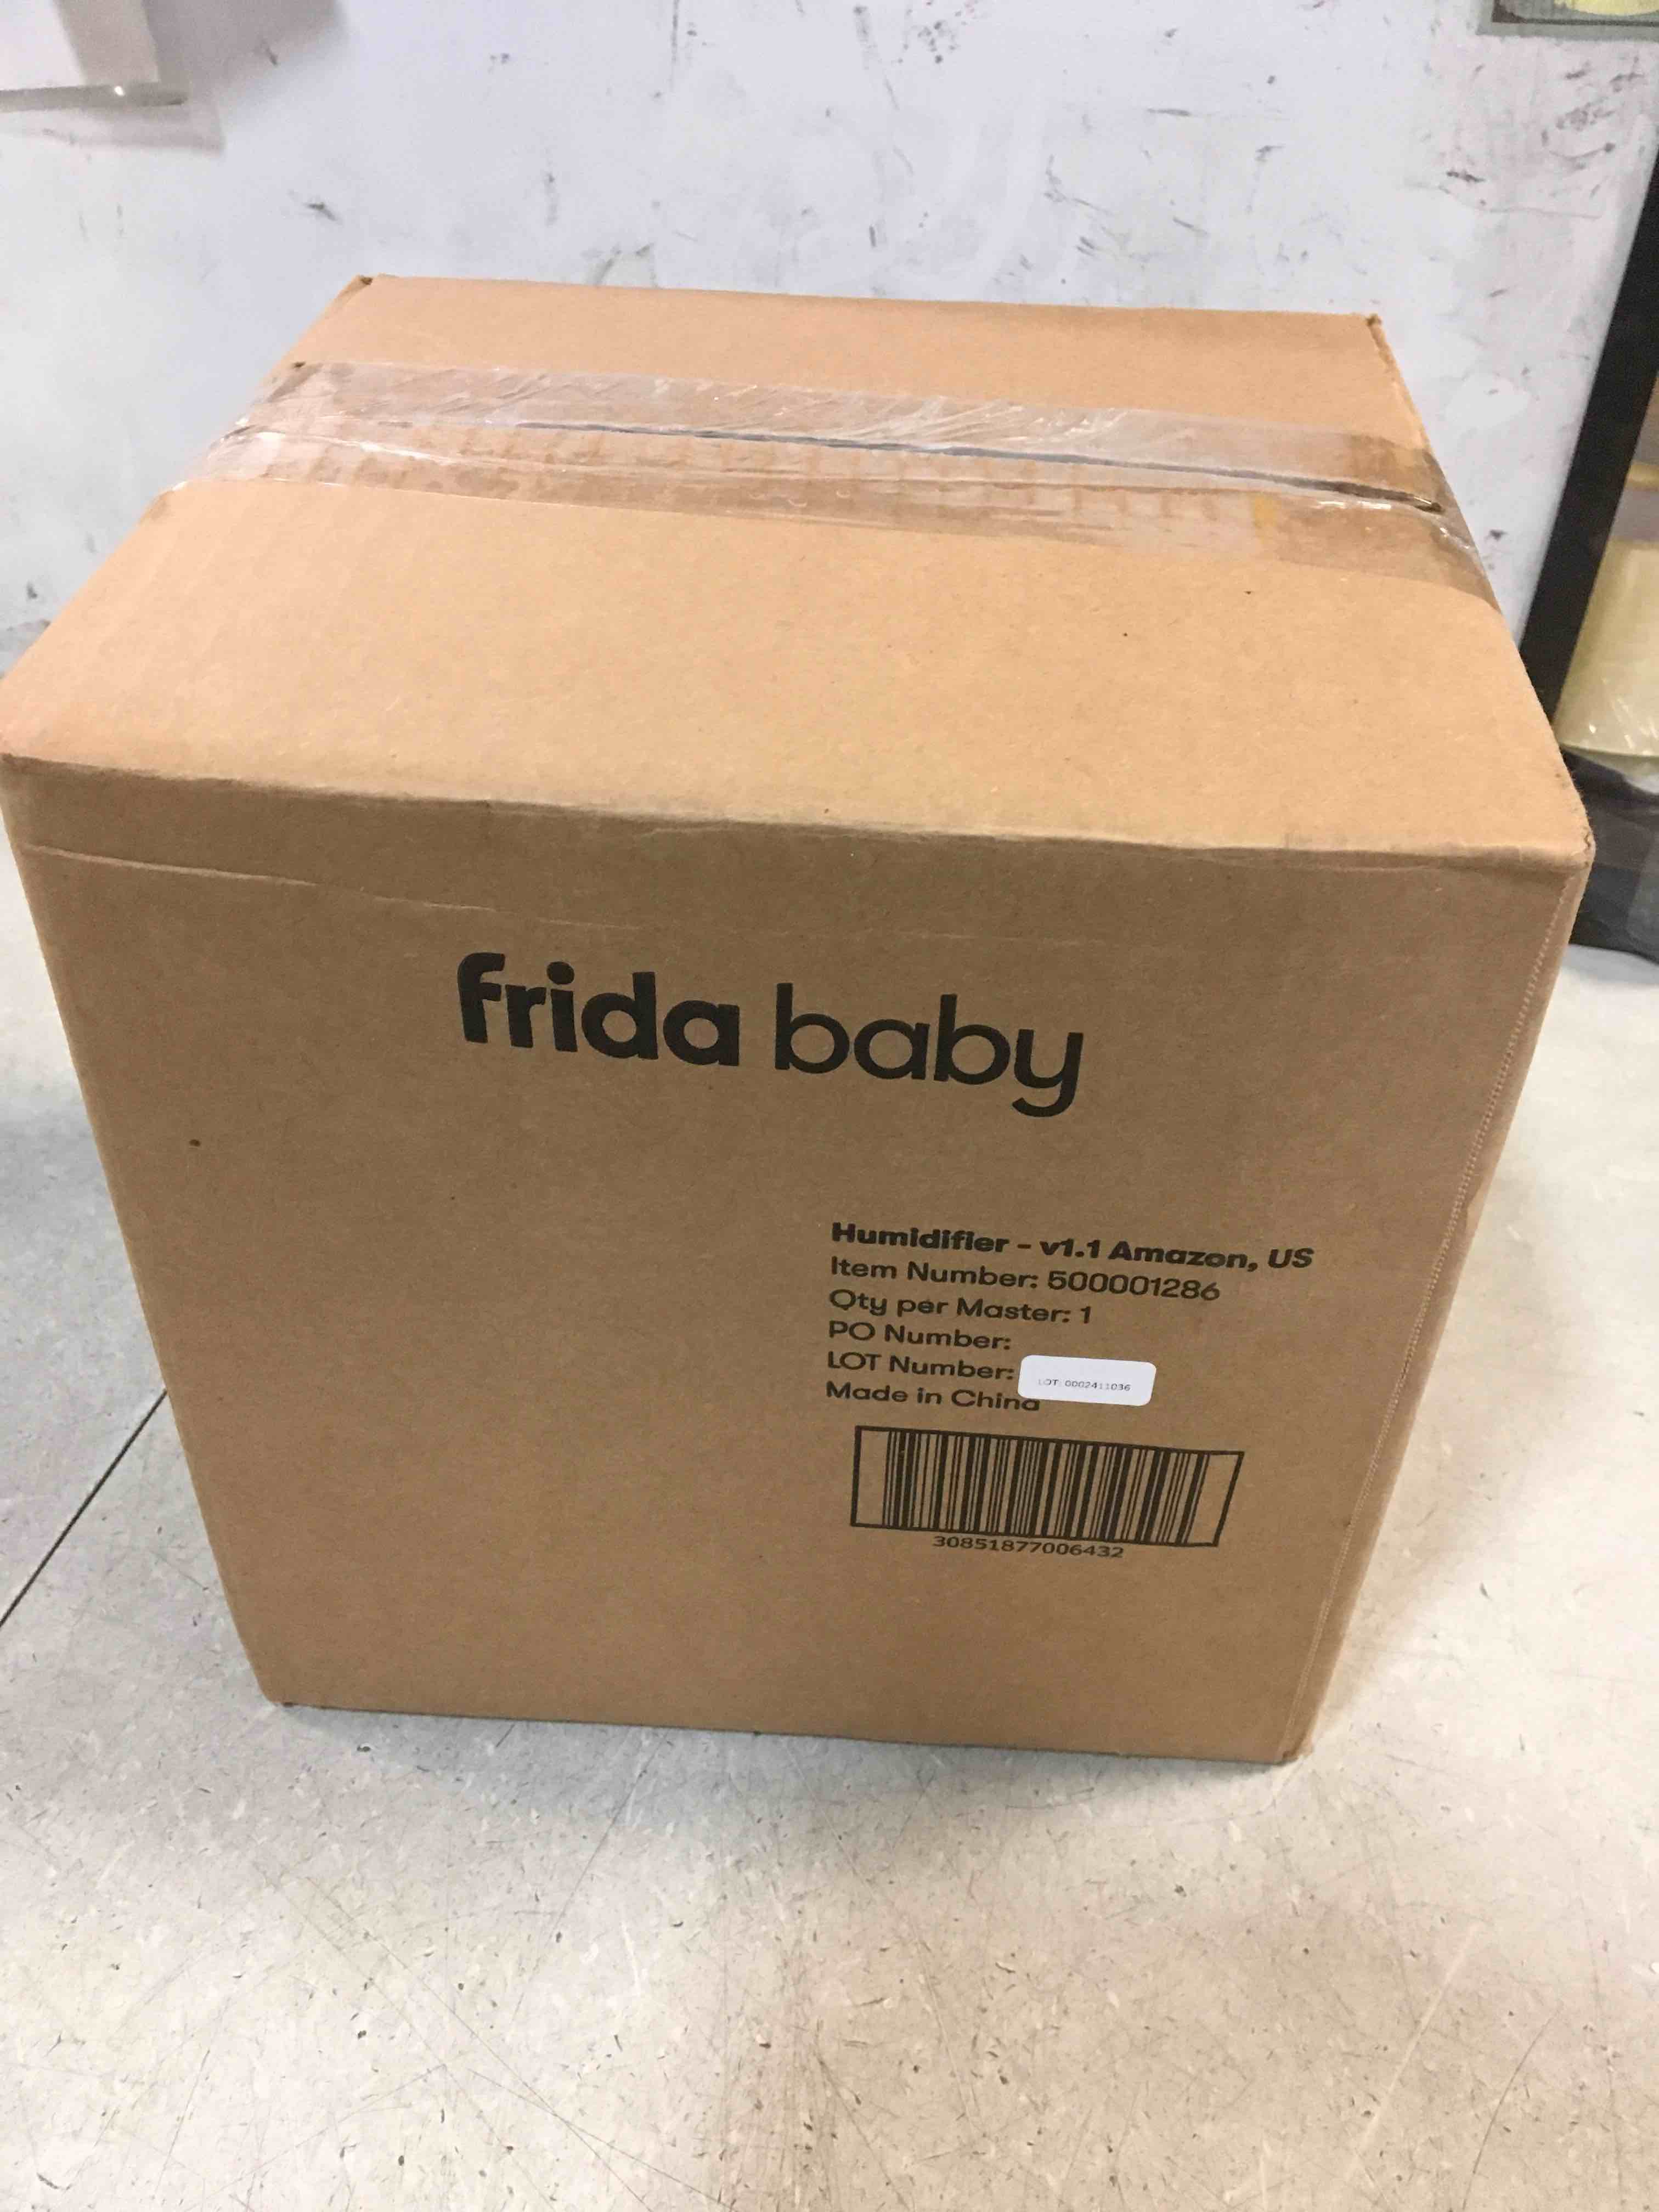 frida baby
Humidifier - v1.1 Amazon, US
Item Number: 500001286
Qty per Master: 1
PO Number:
LOT Number: LOT: 0002411036
Made in China
30851877006432